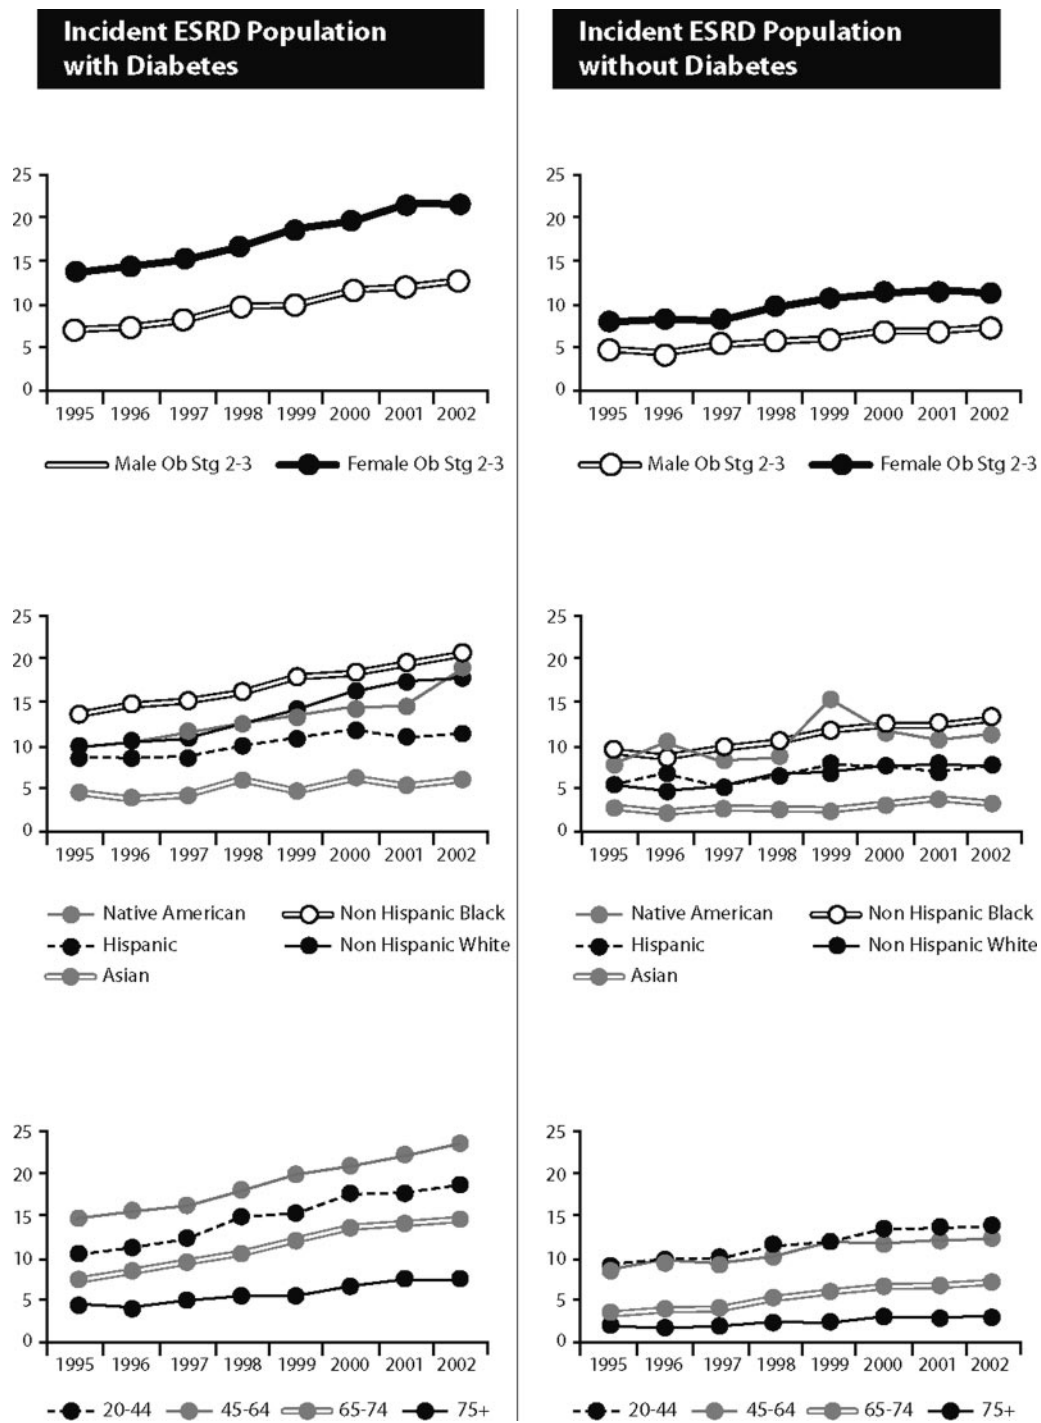 Incident ESRD Population
with Diabetes
Incident ESRD Population
without Diabetes
25
20
15
10
5
0
1995 1996 1997 1998 1999 2000 2001 2002
Male Ob Stg 2-3 Female Ob Stg 2-3
25
20
15
10
5
0
1995 1996 1997 1998 1999 2000 2001 2002
Male Ob Stg 2-3 Female Ob Stg 2-3
25
20
15
10
5
0
1995 1996 1997 1998 1999 2000 2001 2002
Native American Non Hispanic Black
Hispanic Non Hispanic White
Asian
25
20
15
10
5
0
1995 1996 1997 1998 1999 2000 2001 2002
Native American Non Hispanic Black
Hispanic Non Hispanic White
Asian
25
20
15
10
5
0
1995 1996 1997 1998 1999 2000 2001 2002
20-44 45-64 65-74 75+
25
20
15
10
5
0
1995 1996 1997 1998 1999 2000 2001 2002
20-44 45-64 65-74 75+